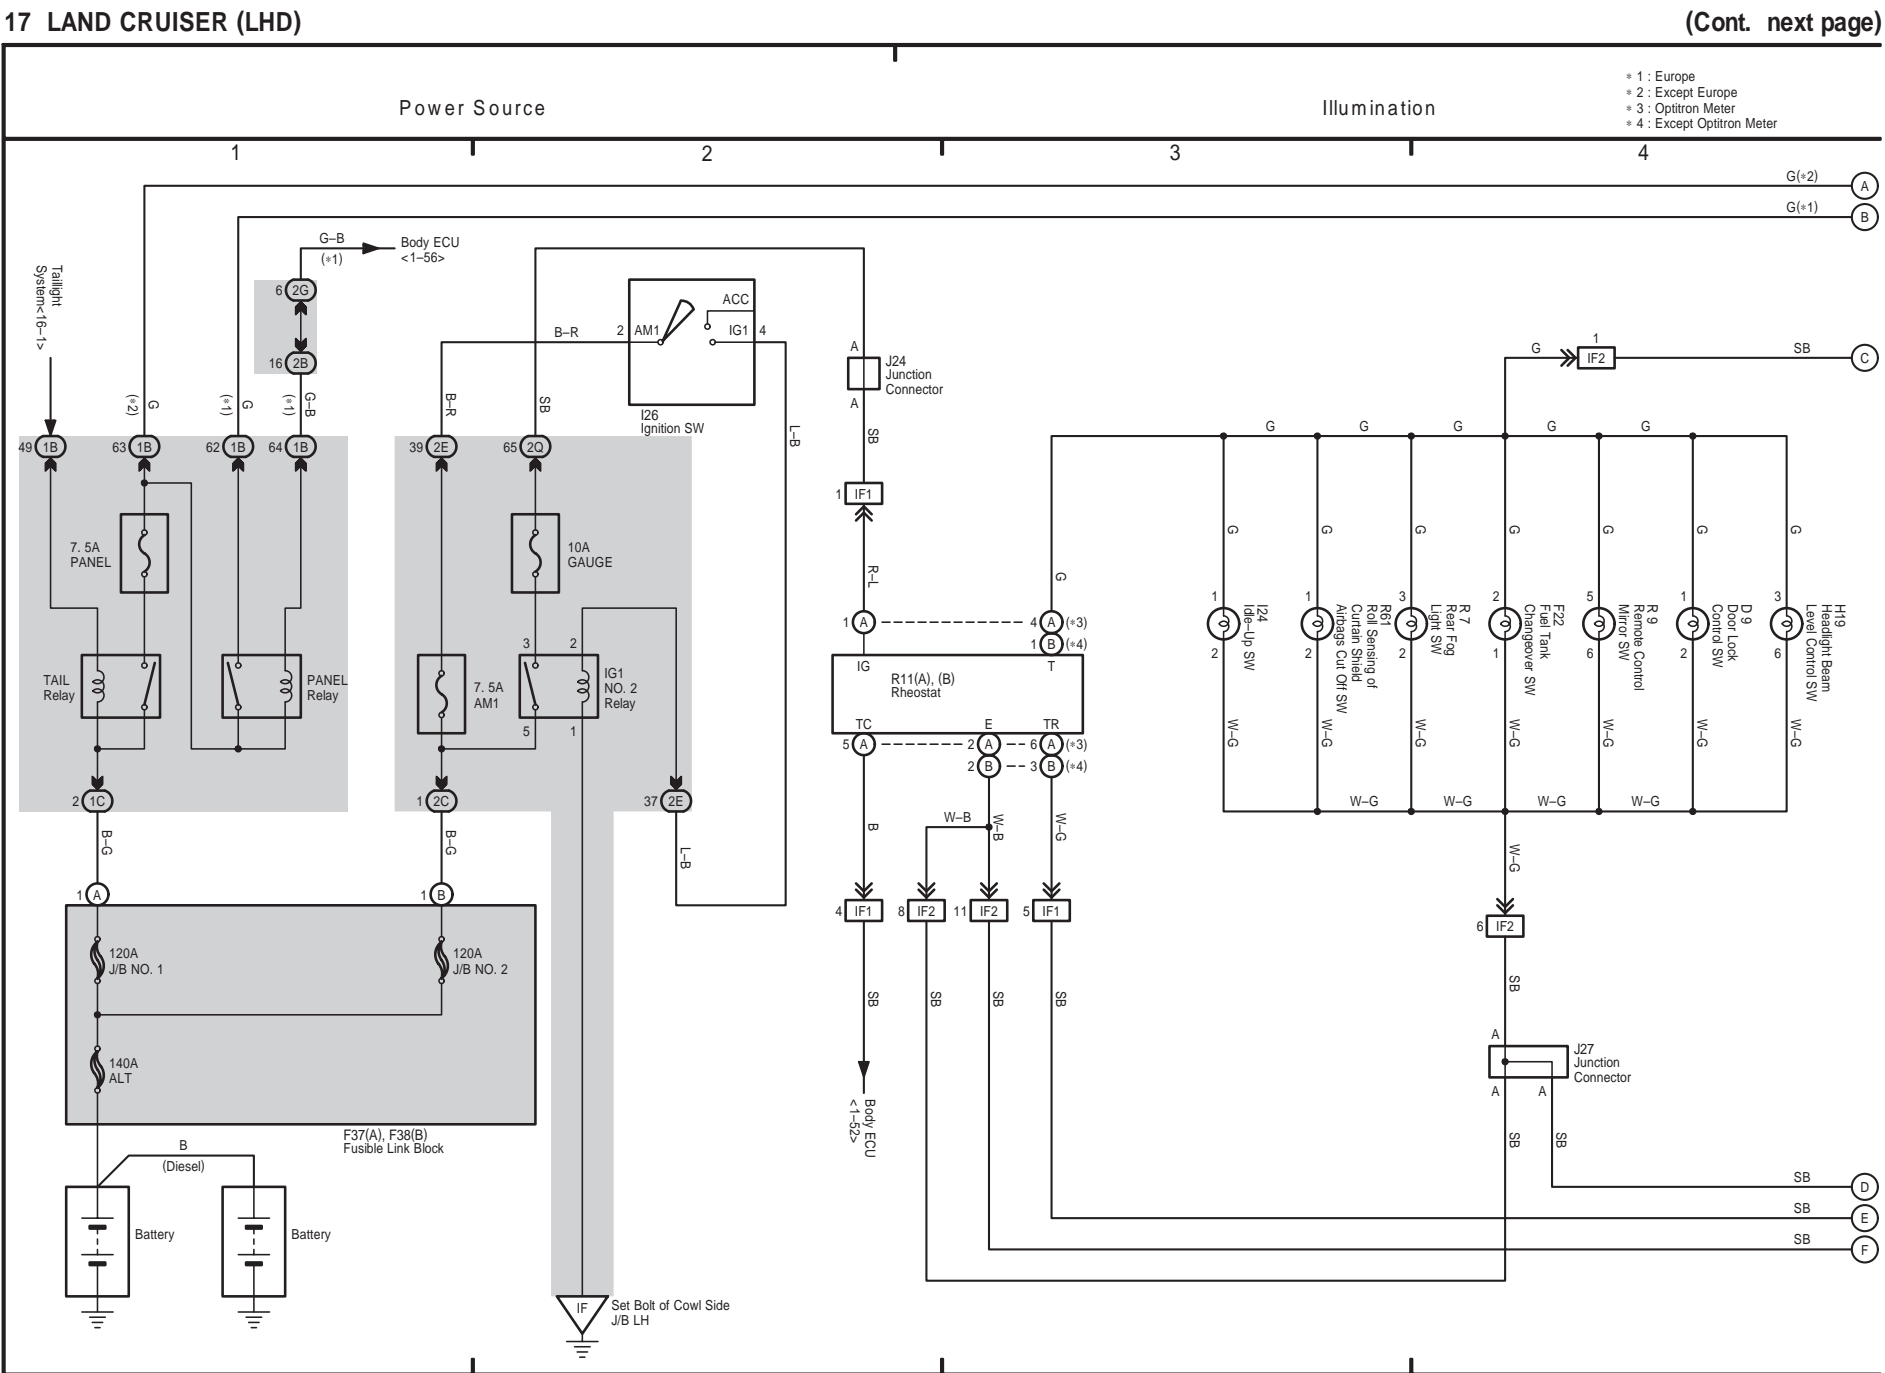 17 LAND CRUISER (LHD)
(Cont. next page)
Power Source
Illumination
* 1 : Europe
* 2 : Except Europe
* 3 : Optitron Meter
* 4 : Except Optitron Meter
1
2
3
4
G(*2)
A
G(*1)
B
G–B
(*1)
Body ECU
<1–56>
Taillight
System<16–1>
6
2G
16
2B
G
(*2)
G
(*1)
G–B
(*1)
49
1B
63
1B
62
1B
64
1B
7. 5A
PANEL
TAIL
Relay
PANEL
Relay
2
1C
B–G
1
A
120A
J/B NO. 1
120A
J/B NO. 2
140A
ALT
F37(A), F38(B)
Fusible Link Block
B
(Diesel)
Battery
Battery
B–R
SB
39
2E
65
2Q
10A
GAUGE
7. 5A
AM1
3
2
5
1
IG1
NO. 2
Relay
1
2C
37
2E
B–G
L–B
1
B
B–R
2
AM1
ACC
IG1
4
I26
Ignition SW
L–B
IF
Set Bolt of Cowl Side
J/B LH
A
J24
Junction
Connector
A
SB
1
IF1
R–L
1
A
4
A
(*3)
1
B
(*4)
IG
T
R11(A), (B)
Rheostat
TC
E
TR
5
A
2
A
6
A
(*3)
2
B
3
B
(*4)
B
W–B
W–B
W–G
4
IF1
8
IF2
11
IF2
5
IF1
SB
SB
SB
SB
Body ECU
<1–52>
G
G
G
G
G
G
G
1
IF2
SB
C
G
G
G
G
G
G
G
1
2
I24
Idle–Up SW
1
2
R61
Roll Sensing of
Curtain Shield
Airbags Cut Off SW
3
2
R 7
Rear Fog
Light SW
2
1
F22
Fuel Tank
Changeover SW
5
6
R 9
Remote Control
Mirror SW
1
2
D 9
Door Lock
Control SW
3
6
H19
Headlight Beam
Level Control SW
W–G
W–G
W–G
W–G
W–G
W–G
W–G
W–G
W–G
W–G
W–G
W–G
6
IF2
SB
A
J27
Junction
Connector
A
A
SB
SB
SB
D
SB
E
SB
F